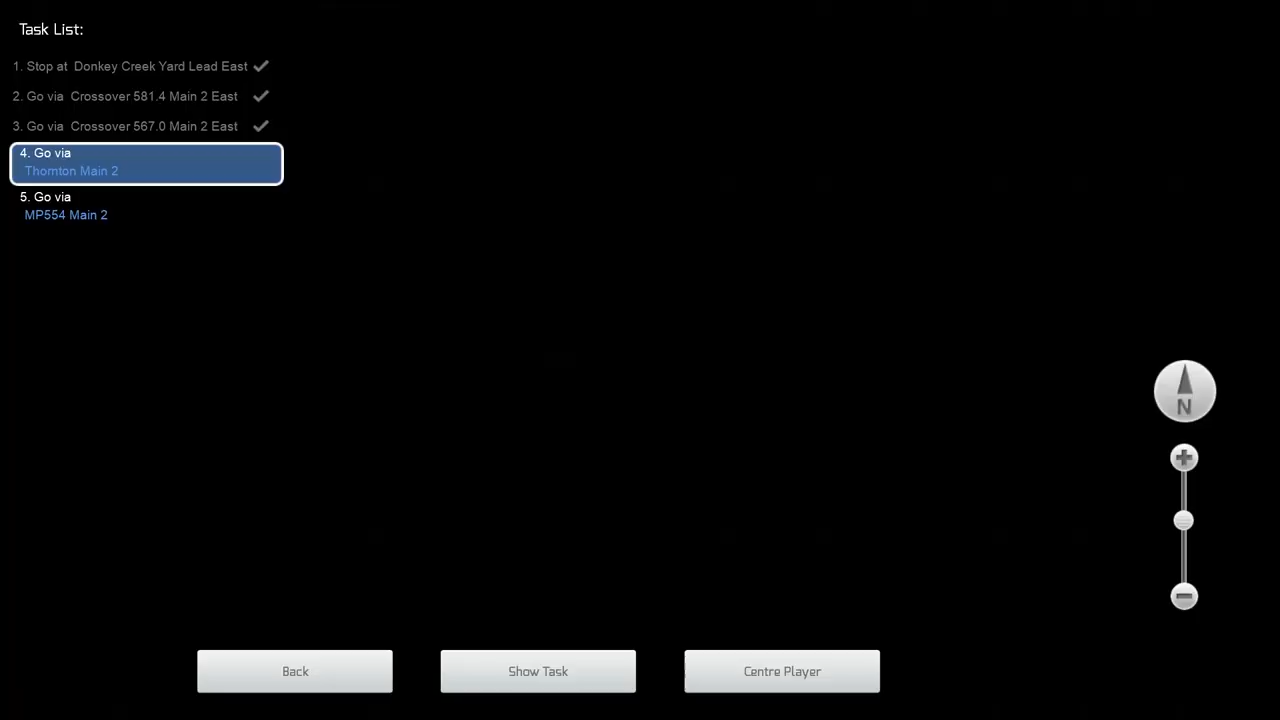 Task List:
1. Stop at  Donkey Creek Yard Lead East
2. Go via  Crossover 581.4 Main 2 East
3. Go via  Crossover 567.0 Main 2 East
4. Go via
Thornton Main 2
5. Go via
MP554 Main 2
N
Back
Show Task
Centre Player